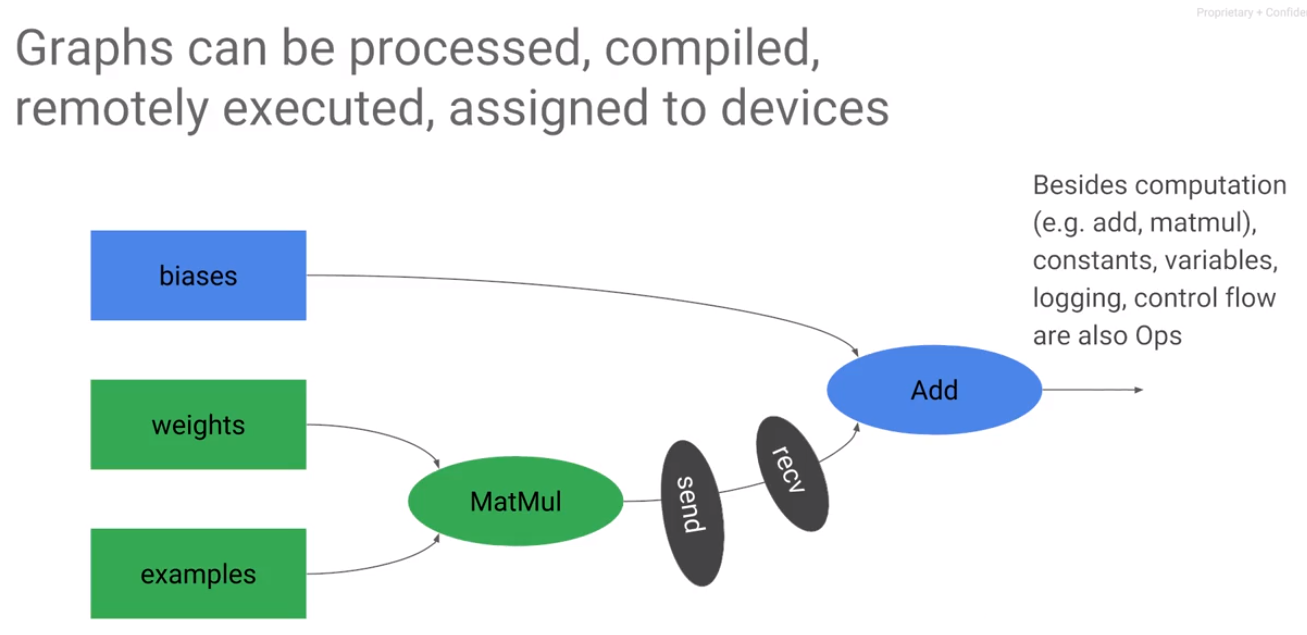 Proprietary + Confide
Graphs can be processed, compiled,
remotely executed, assigned to devices
Besides computation
(e.g. add, matmul),
constants, variables,
logging, control flow
are also Ops
biases
Add
weights
MatMul
send
recv
examples